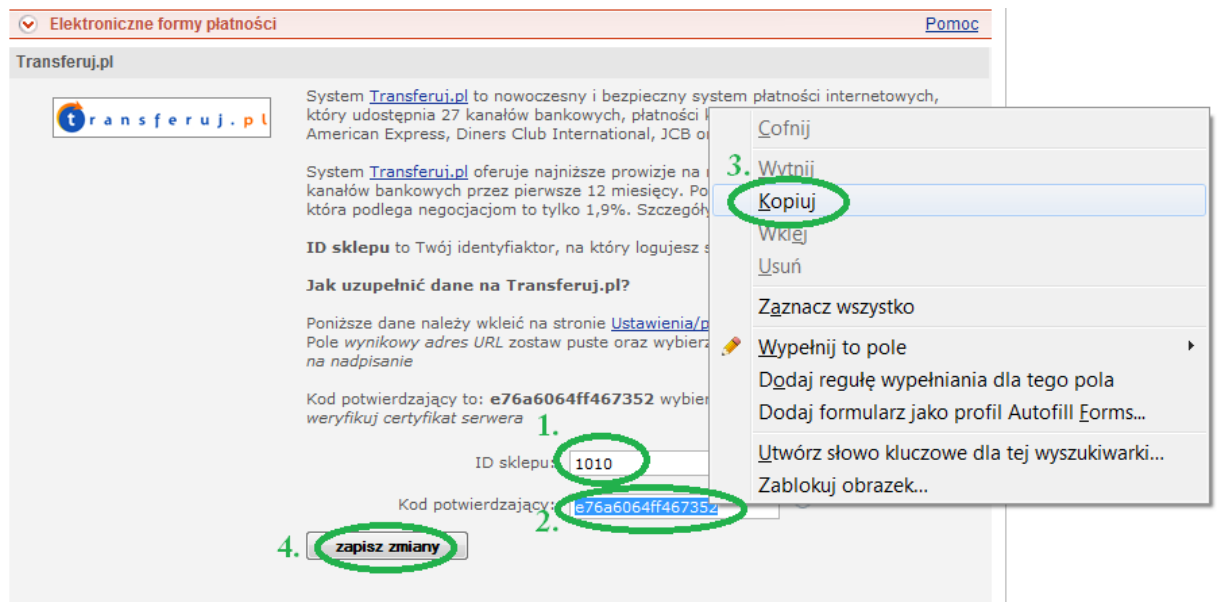 Elektroniczne formy płatności
Pomoc
Transferuj.pl
transferuj.pl
System Transferuj.pl to nowoczesny i bezpieczny system płatności internetowych,
który udostępnia 27 kanałów bankowych, płatności
American Express, Diners Club International, JCB
System Transferuj.pl oferuje najniższe prowizje na
kanałów bankowych przez pierwsze 12 miesięcy. Po
która podlega negocjacjom to tylko 1,9%. Szczegóły
ID sklepu to Twój identyfiaktor, na który logujesz
Jak uzupełnić dane na Transferuj.pl?
Poniższe dane należy wkleić na stronie Ustawienia/p
Pole wynikowy adres URL zostaw puste oraz wybierz
na nadpisanie
Kod potwierdzający to: e76a6064ff467352 wybier
weryfikuj certyfikat serwera
1.
ID sklepu: 1010
Kod potwierdzający: e76a6064ff467352
2.
4. zapisz zmiany
Cofnij
3. Wytnij
Kopiuj
Wklej
Usuń
Zaznacz wszystko
Wypełnij to pole
Dodaj regułę wypełniania dla tego pola
Dodaj formularz jako profil Autofill Forms...
Utwórz słowo kluczowe dla tej wyszukiwarki...
Zablokuj obrazek...